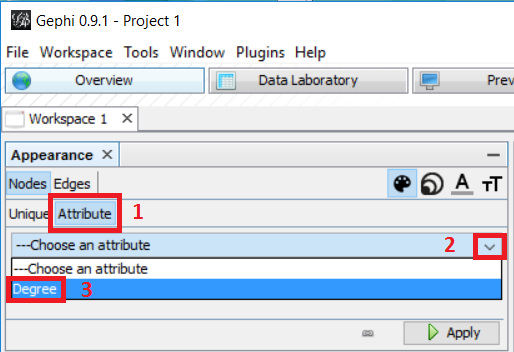 Gephi 0.9.1 - Project 1
File Workspace Tools Window Plugins Help
Overview Data Laboratory Prev
Workspace 1
Appearance
Nodes Edges A TT
Unique Attribute 1
---Choose an attribute 2
---Choose an attribute
Degree 3
Apply